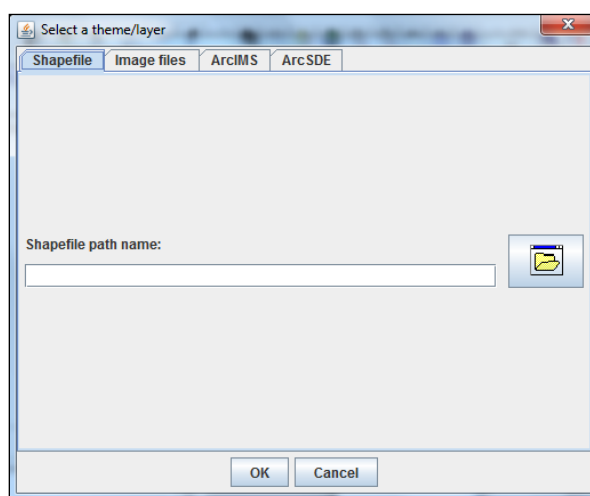 Select a theme/layer
Shapefile Image files ArcIMS ArcSDE
Shapefile path name:
OK Cancel